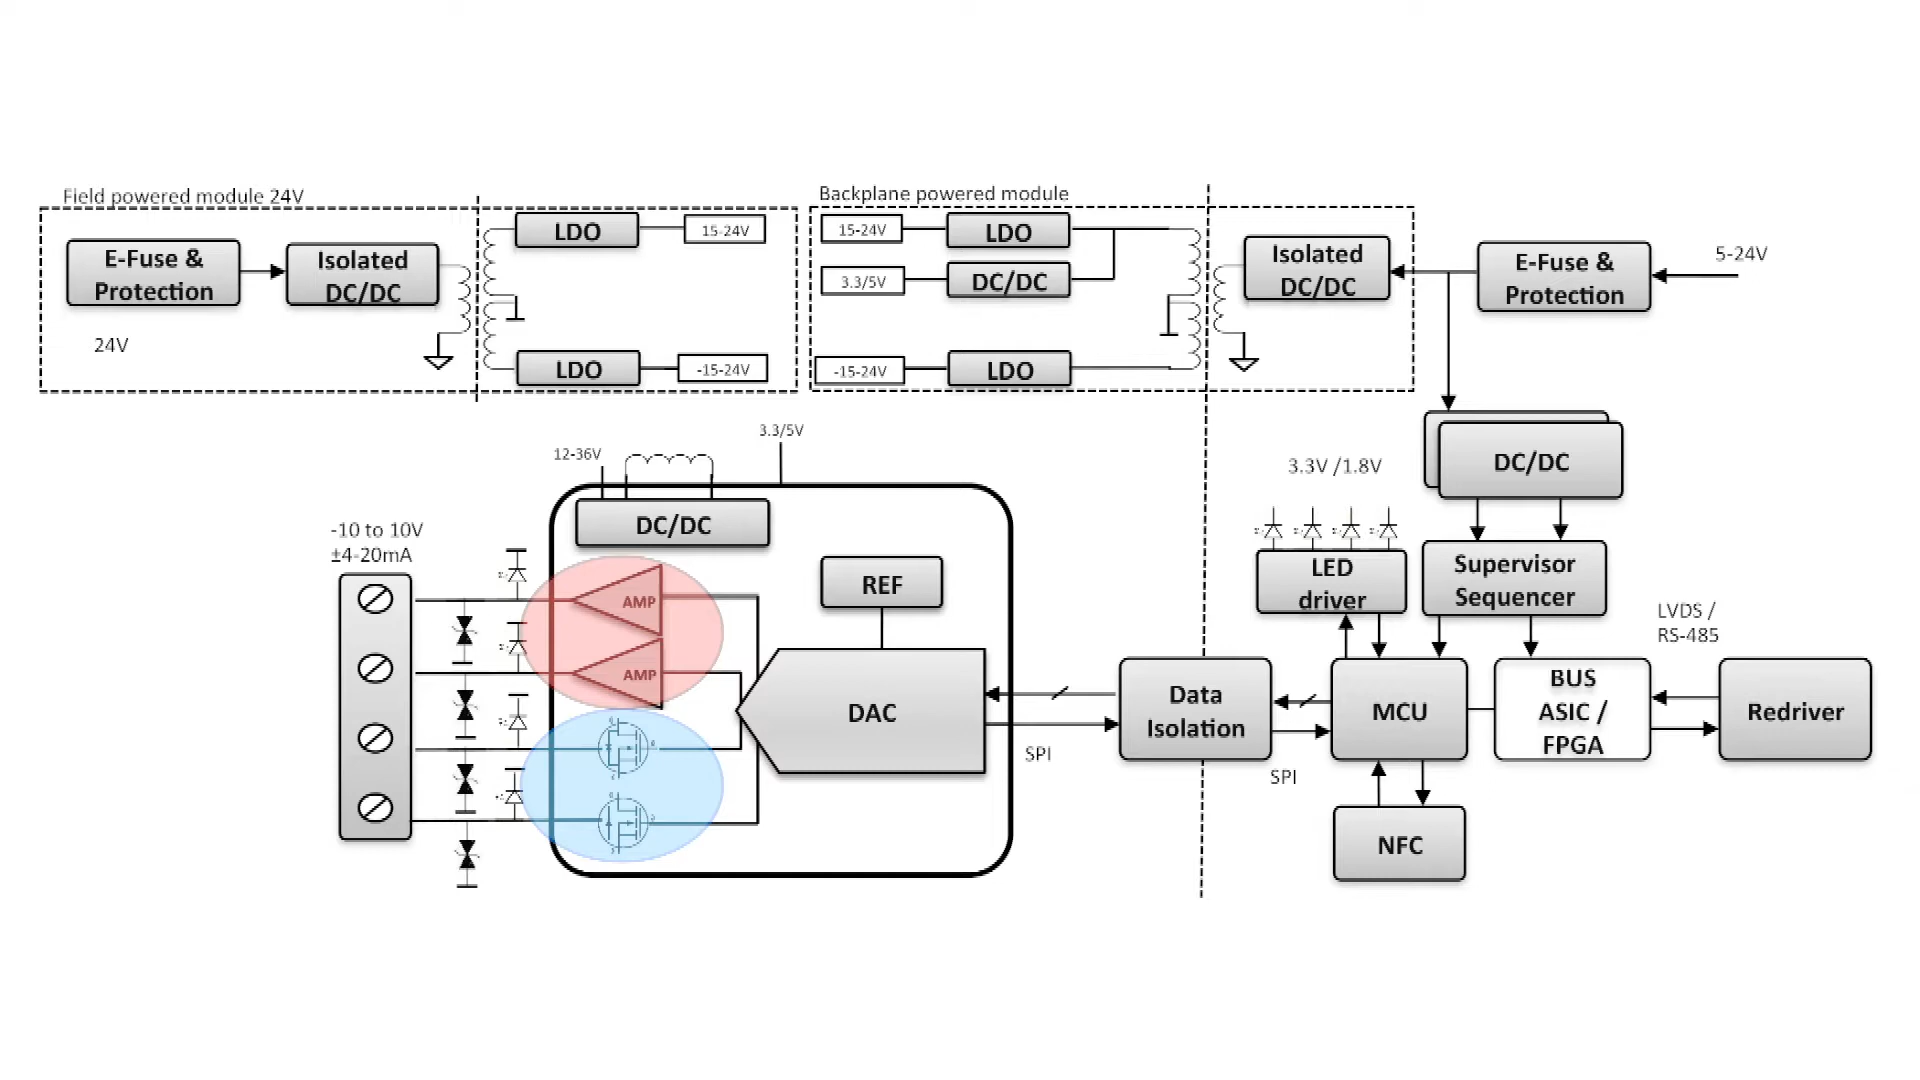 Field powered module 24V
Backplane powered module
E-Fuse &
Protection
24V
Isolated
DC/DC
LDO
15-24V
LDO
-15-24V
15-24V
LDO
3.3/5V
DC/DC
-15-24V
LDO
Isolated
DC/DC
E-Fuse &
Protection
5-24V
12-36V
3.3/5V
DC/DC
-10 to 10V
±4-20mA
AMP
AMP
REF
DAC
SPI
Data
Isolation
SPI
3.3V /1.8V
LED
driver
DC/DC
Supervisor
Sequencer
MCU
NFC
BUS
ASIC /
FPGA
LVDS /
RS-485
Redriver